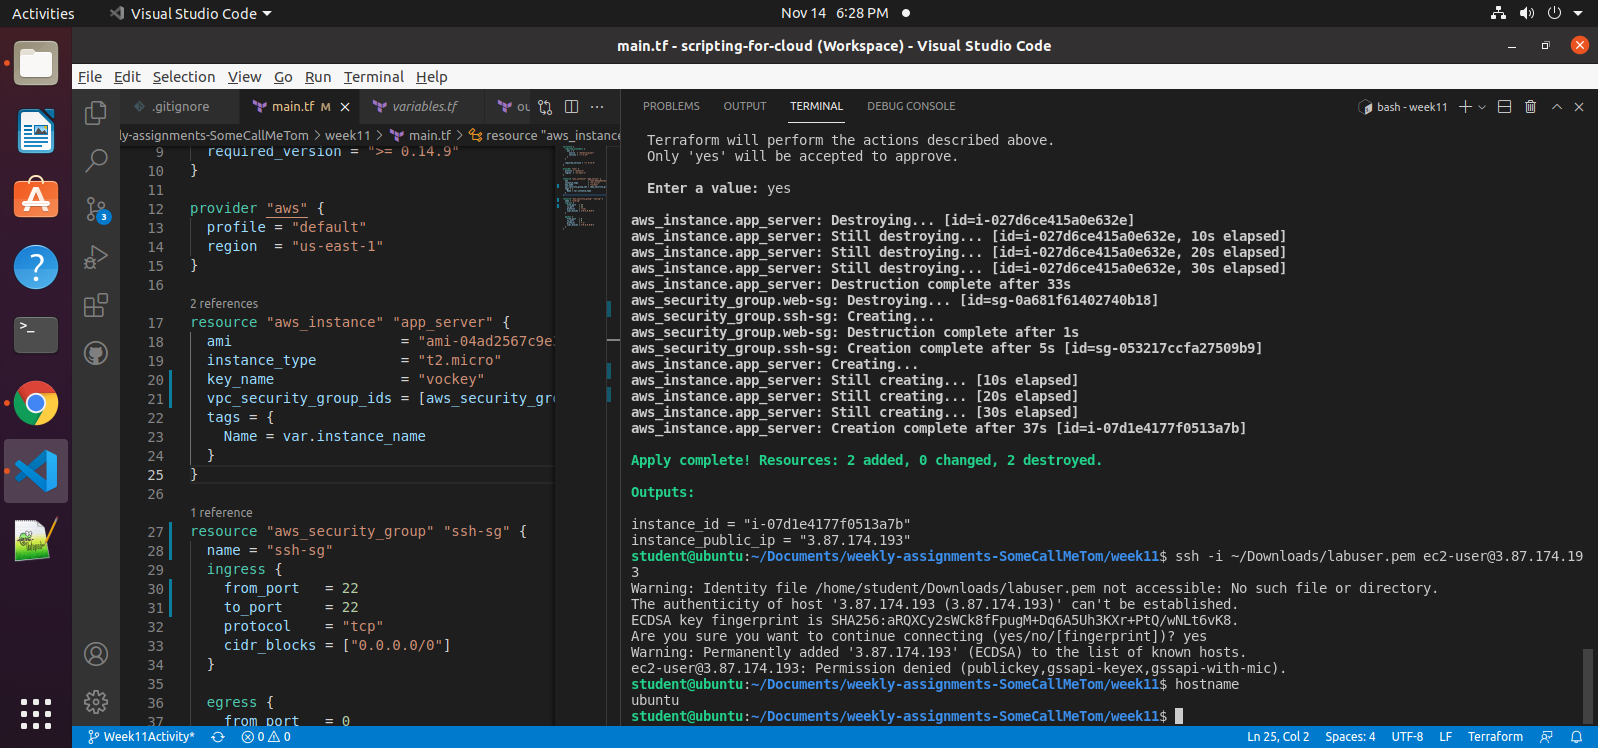 Activities
Visual Studio Code
Nov 14 6:28 PM
main.tf - scripting-for-cloud (Workspace) - Visual Studio Code
File Edit Selection View Go Run Terminal Help
.gitignore
main.tf M
variables.tf
ou
ly-assignments-SomeCallMeTom > week11 > main.tf > resource "aws_instance
9 required_version = ">= 0.14.9"
10 }
11
12 provider "aws" {
13 profile = "default"
14 region = "us-east-1"
15 }
16
2 references
17 resource "aws_instance" "app_server" {
18 ami = "ami-04ad2567c9e
19 instance_type = "t2.micro"
20 key_name = "vockey"
21 vpc_security_group_ids = [aws_security_gro
22 tags = {
23 Name = var.instance_name
24 }
25 }
26
1 reference
27 resource "aws_security_group" "ssh-sg" {
28 name = "ssh-sg"
29 ingress {
30 from_port = 22
31 to_port = 22
32 protocol = "tcp"
33 cidr_blocks = ["0.0.0.0/0"]
34 }
35
36 egress {
37 from_port = 0
3
PROBLEMS OUTPUT TERMINAL DEBUG CONSOLE
bash - week11
Terraform will perform the actions described above.
Only 'yes' will be accepted to approve.
Enter a value: yes
aws_instance.app_server: Destroying... [id=i-027d6ce415a0e632e]
aws_instance.app_server: Still destroying... [id=i-027d6ce415a0e632e, 10s elapsed]
aws_instance.app_server: Still destroying... [id=i-027d6ce415a0e632e, 20s elapsed]
aws_instance.app_server: Still destroying... [id=i-027d6ce415a0e632e, 30s elapsed]
aws_instance.app_server: Destruction complete after 33s
aws_security_group.web-sg: Destroying... [id=sg-0a681f61402740b18]
aws_security_group.ssh-sg: Creating...
aws_security_group.web-sg: Destruction complete after 1s
aws_security_group.ssh-sg: Creation complete after 5s [id=sg-053217ccfa27509b9]
aws_instance.app_server: Creating...
aws_instance.app_server: Still creating... [10s elapsed]
aws_instance.app_server: Still creating... [20s elapsed]
aws_instance.app_server: Still creating... [30s elapsed]
aws_instance.app_server: Creation complete after 37s [id=i-07d1e4177f0513a7b]
Apply complete! Resources: 2 added, 0 changed, 2 destroyed.
Outputs:
instance_id = "i-07d1e4177f0513a7b"
instance_public_ip = "3.87.174.193"
student@ubuntu:~/Documents/weekly-assignments-SomeCallMeTom/week11$ ssh -i ~/Downloads/labuser.pem ec2-user@3.87.174.19
3
Warning: Identity file /home/student/Downloads/labuser.pem not accessible: No such file or directory.
The authenticity of host '3.87.174.193 (3.87.174.193)' can't be established.
ECDSA key fingerprint is SHA256:aRQXCy2sWCk8fFpugM+Dq6A5Uh3KXr+PtQ/wNLt6vK8.
Are you sure you want to continue connecting (yes/no/[fingerprint])? yes
Warning: Permanently added '3.87.174.193' (ECDSA) to the list of known hosts.
ec2-user@3.87.174.193: Permission denied (publickey,gssapi-keyex,gssapi-with-mic).
student@ubuntu:~/Documents/weekly-assignments-SomeCallMeTom/week11$ hostname
ubuntu
student@ubuntu:~/Documents/weekly-assignments-SomeCallMeTom/week11$
Week11Activity* 0 0
Ln 25, Col 2 Spaces: 4 UTF-8 LF Terraform